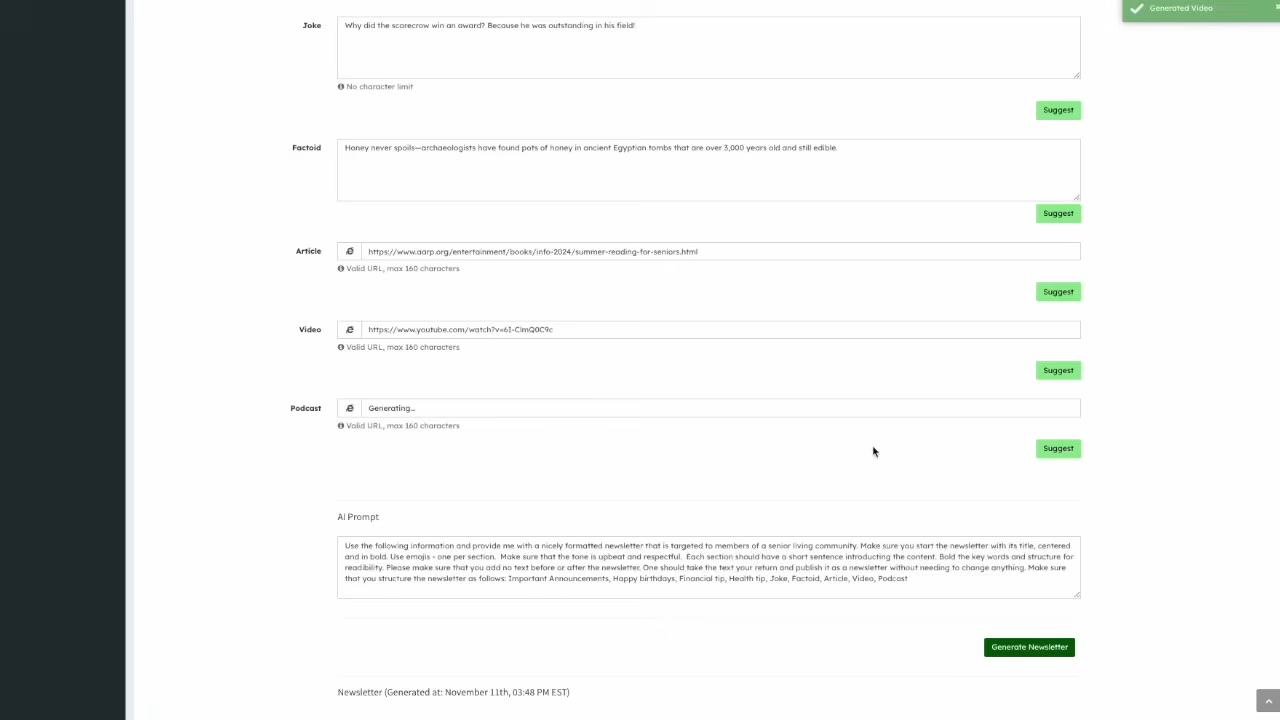 Generated Video
Joke
Why did the scarecrow win an award? Because he was outstanding in his field!
No character limit
Suggest
Factoid
Honey never spoils—archaeologists have found pots of honey in ancient Egyptian tombs that are over 3,000 years old and still edible.
Suggest
Article
https://www.aarp.org/entertainment/books/info-2024/summer-reading-for-seniors.html
Valid URL, max 160 characters
Suggest
Video
https://www.youtube.com/watch?v=6I-ClmQ0C9c
Valid URL, max 160 characters
Suggest
Podcast
Generating...
Valid URL, max 160 characters
Suggest
AI Prompt
Use the following information and provide me with a nicely formatted newsletter that is targeted to members of a senior living community. Make sure you start the newsletter with its title, centered
and in bold. Use emojis - one per section. Make sure that the tone is upbeat and respectful. Each section should have a short sentence introducting the content. Bold the key words and structure for
readibility. Please make sure that you add no text before or after the newsletter. One should take the text your return and publish it as a newsletter without needing to change anything. Make sure
that you structure the newsletter as follows: Important Announcements, Happy birthdays, Financial tip, Health tip, Joke, Factoid, Article, Video, Podcast
Generate Newsletter
Newsletter (Generated at: November 11th, 03:48 PM EST)